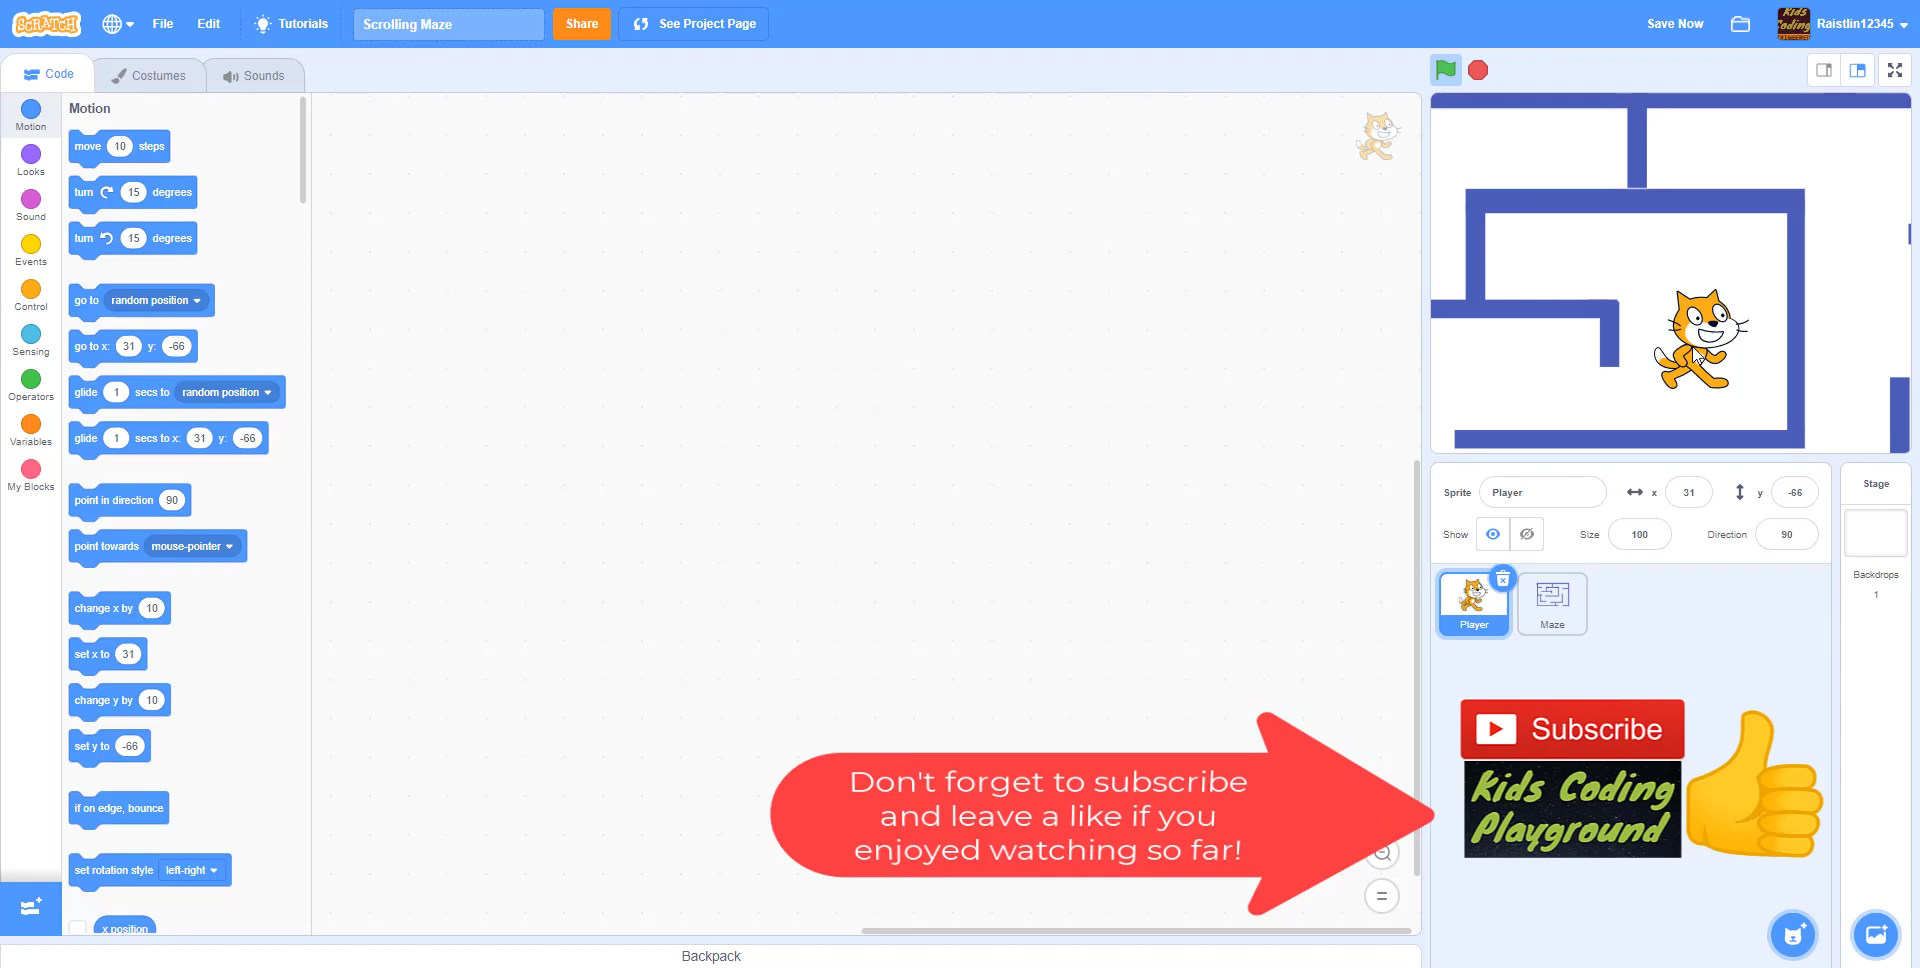 SCRATCH
File
Edit
Tutorials
Scrolling Maze
Share
See Project Page
Save Now
Kids
Coding
Raistlin12345
Code
Costumes
Sounds
Motion
Looks
Sound
Events
Control
Sensing
Operators
Variables
My Blocks
Motion
move 10 steps
turn 15 degrees
turn 15 degrees
go to random position
go to x: 31 y: -66
glide 1 secs to random position
glide 1 secs to x: 31 y: -66
point in direction 90
point towards mouse-pointer
change x by 10
set x to 31
change y by 10
set y to -66
if on edge, bounce
set rotation style left-right
x position
Don't forget to subscribe
and leave a like if you
enjoyed watching so far!
Backpack
Sprite Player x 31 y -66
Show Size 100 Direction 90
Player
Maze
Subscribe
Kids Coding
Playground
Stage
Backdrops
1